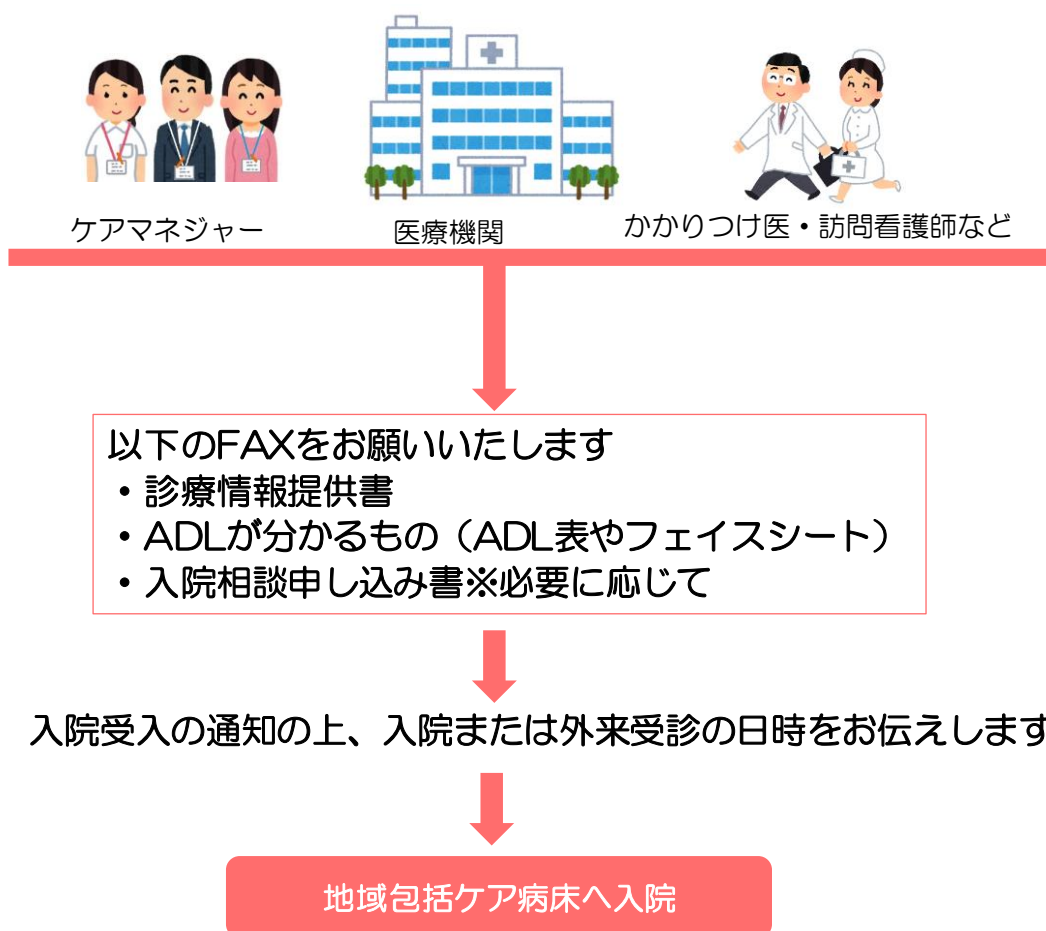 ケアマネジャー
医療機関
かかりつけ医・訪問看護師など
以下のFAXをお願いいたします
・診療情報提供書
・ADLが分かるもの（ADL表やフェイスシート）
・入院相談申し込み書※必要に応じて
入院受入の通知の上、入院または外来受診の日時をお伝えします
地域包括ケア病床へ入院